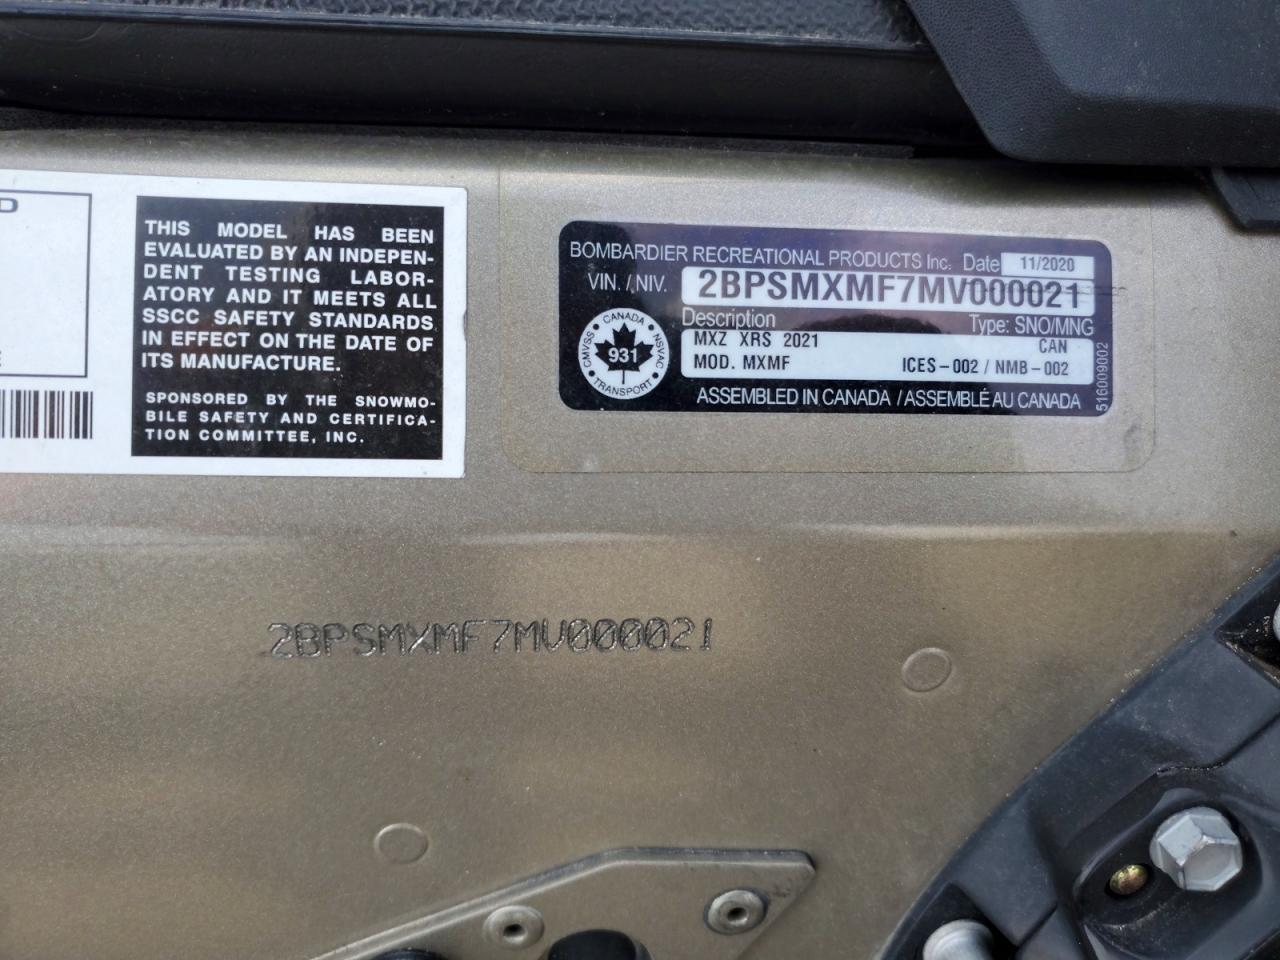 D
E
THIS MODEL HAS BEEN
EVALUATED BY AN INDEPEN-
DENT TESTING LABOR-
ATORY AND IT MEETS ALL
SSCC SAFETY STANDARDS
IN EFFECT ON THE DATE OF
ITS MANUFACTURE.
SPONSORED BY THE SNOWMO-
BILE SAFETY AND CERTIFICA-
TION COMMITTEE, INC.
BOMBARDIER RECREATIONAL PRODUCTS Inc. Date 11/2020
VIN. / NIV. 2BPSMXMF7MV000021
Description Type: SNO/MNG
MXZ XRS 2021 CAN
MOD. MXMF ICES-002 / NMB-002
ASSEMBLED IN CANADA / ASSEMBLÉ AU CANADA
516009002
CANADA
CMVSS
NSVAC
931
TRANSPORT
2BPSMXMF7MV000021